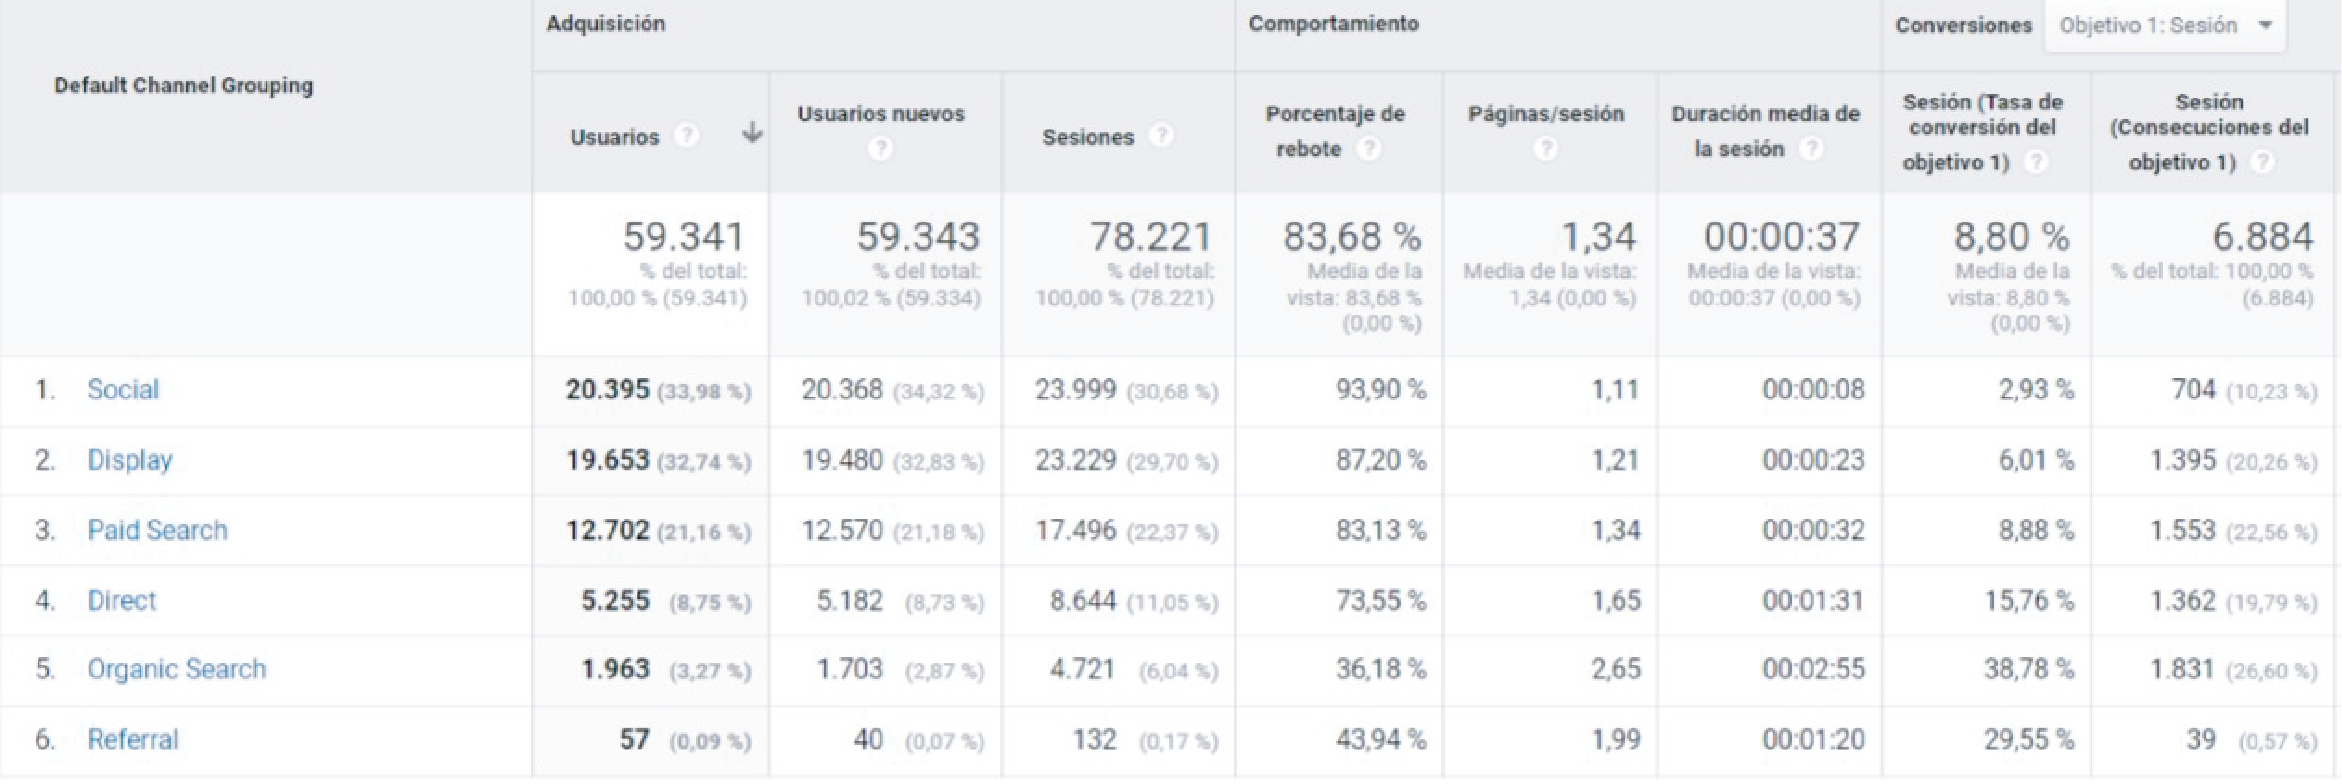 Adquisición Comportamiento Conversiones Objetivo 1: Sesión
Default Channel Grouping
Usuarios ? Usuarios nuevos ? Sesiones ? Porcentaje de rebote ? Páginas/sesión ? Duración media de la sesión ? Sesión (Tasa de conversión del objetivo 1) ? Sesión (Consecuciones del objetivo 1) ?
59.341 59.343 78.221 83,68 % 1,34 00:00:37 8,80 % 6.884
% del total: 100,00 % (59.341) % del total: 100,02 % (59.334) % del total: 100,00 % (78.221) Media de la vista: 83,68 % (0,00 %) Media de la vista: 1,34 (0,00 %) Media de la vista: 00:00:37 (0,00 %) Media de la vista: 8,80 % (0,00 %) % del total: 100,00 % (6.884)
1. Social 20.395 (33,98 %) 20.368 (34,32 %) 23.999 (30,68 %) 93,90 % 1,11 00:00:08 2,93 % 704 (10,23 %)
2. Display 19.653 (32,74 %) 19.480 (32,83 %) 23.229 (29,70 %) 87,20 % 1,21 00:00:23 6,01 % 1.395 (20,26 %)
3. Paid Search 12.702 (21,16 %) 12.570 (21,18 %) 17.496 (22,37 %) 83,13 % 1,34 00:00:32 8,88 % 1.553 (22,56 %)
4. Direct 5.255 (8,75 %) 5.182 (8,73 %) 8.644 (11,05 %) 73,55 % 1,65 00:01:31 15,76 % 1.362 (19,79 %)
5. Organic Search 1.963 (3,27 %) 1.703 (2,87 %) 4.721 (6,04 %) 36,18 % 2,65 00:02:55 38,78 % 1.831 (26,60 %)
6. Referral 57 (0,09 %) 40 (0,07 %) 132 (0,17 %) 43,94 % 1,99 00:01:20 29,55 % 39 (0,57 %)